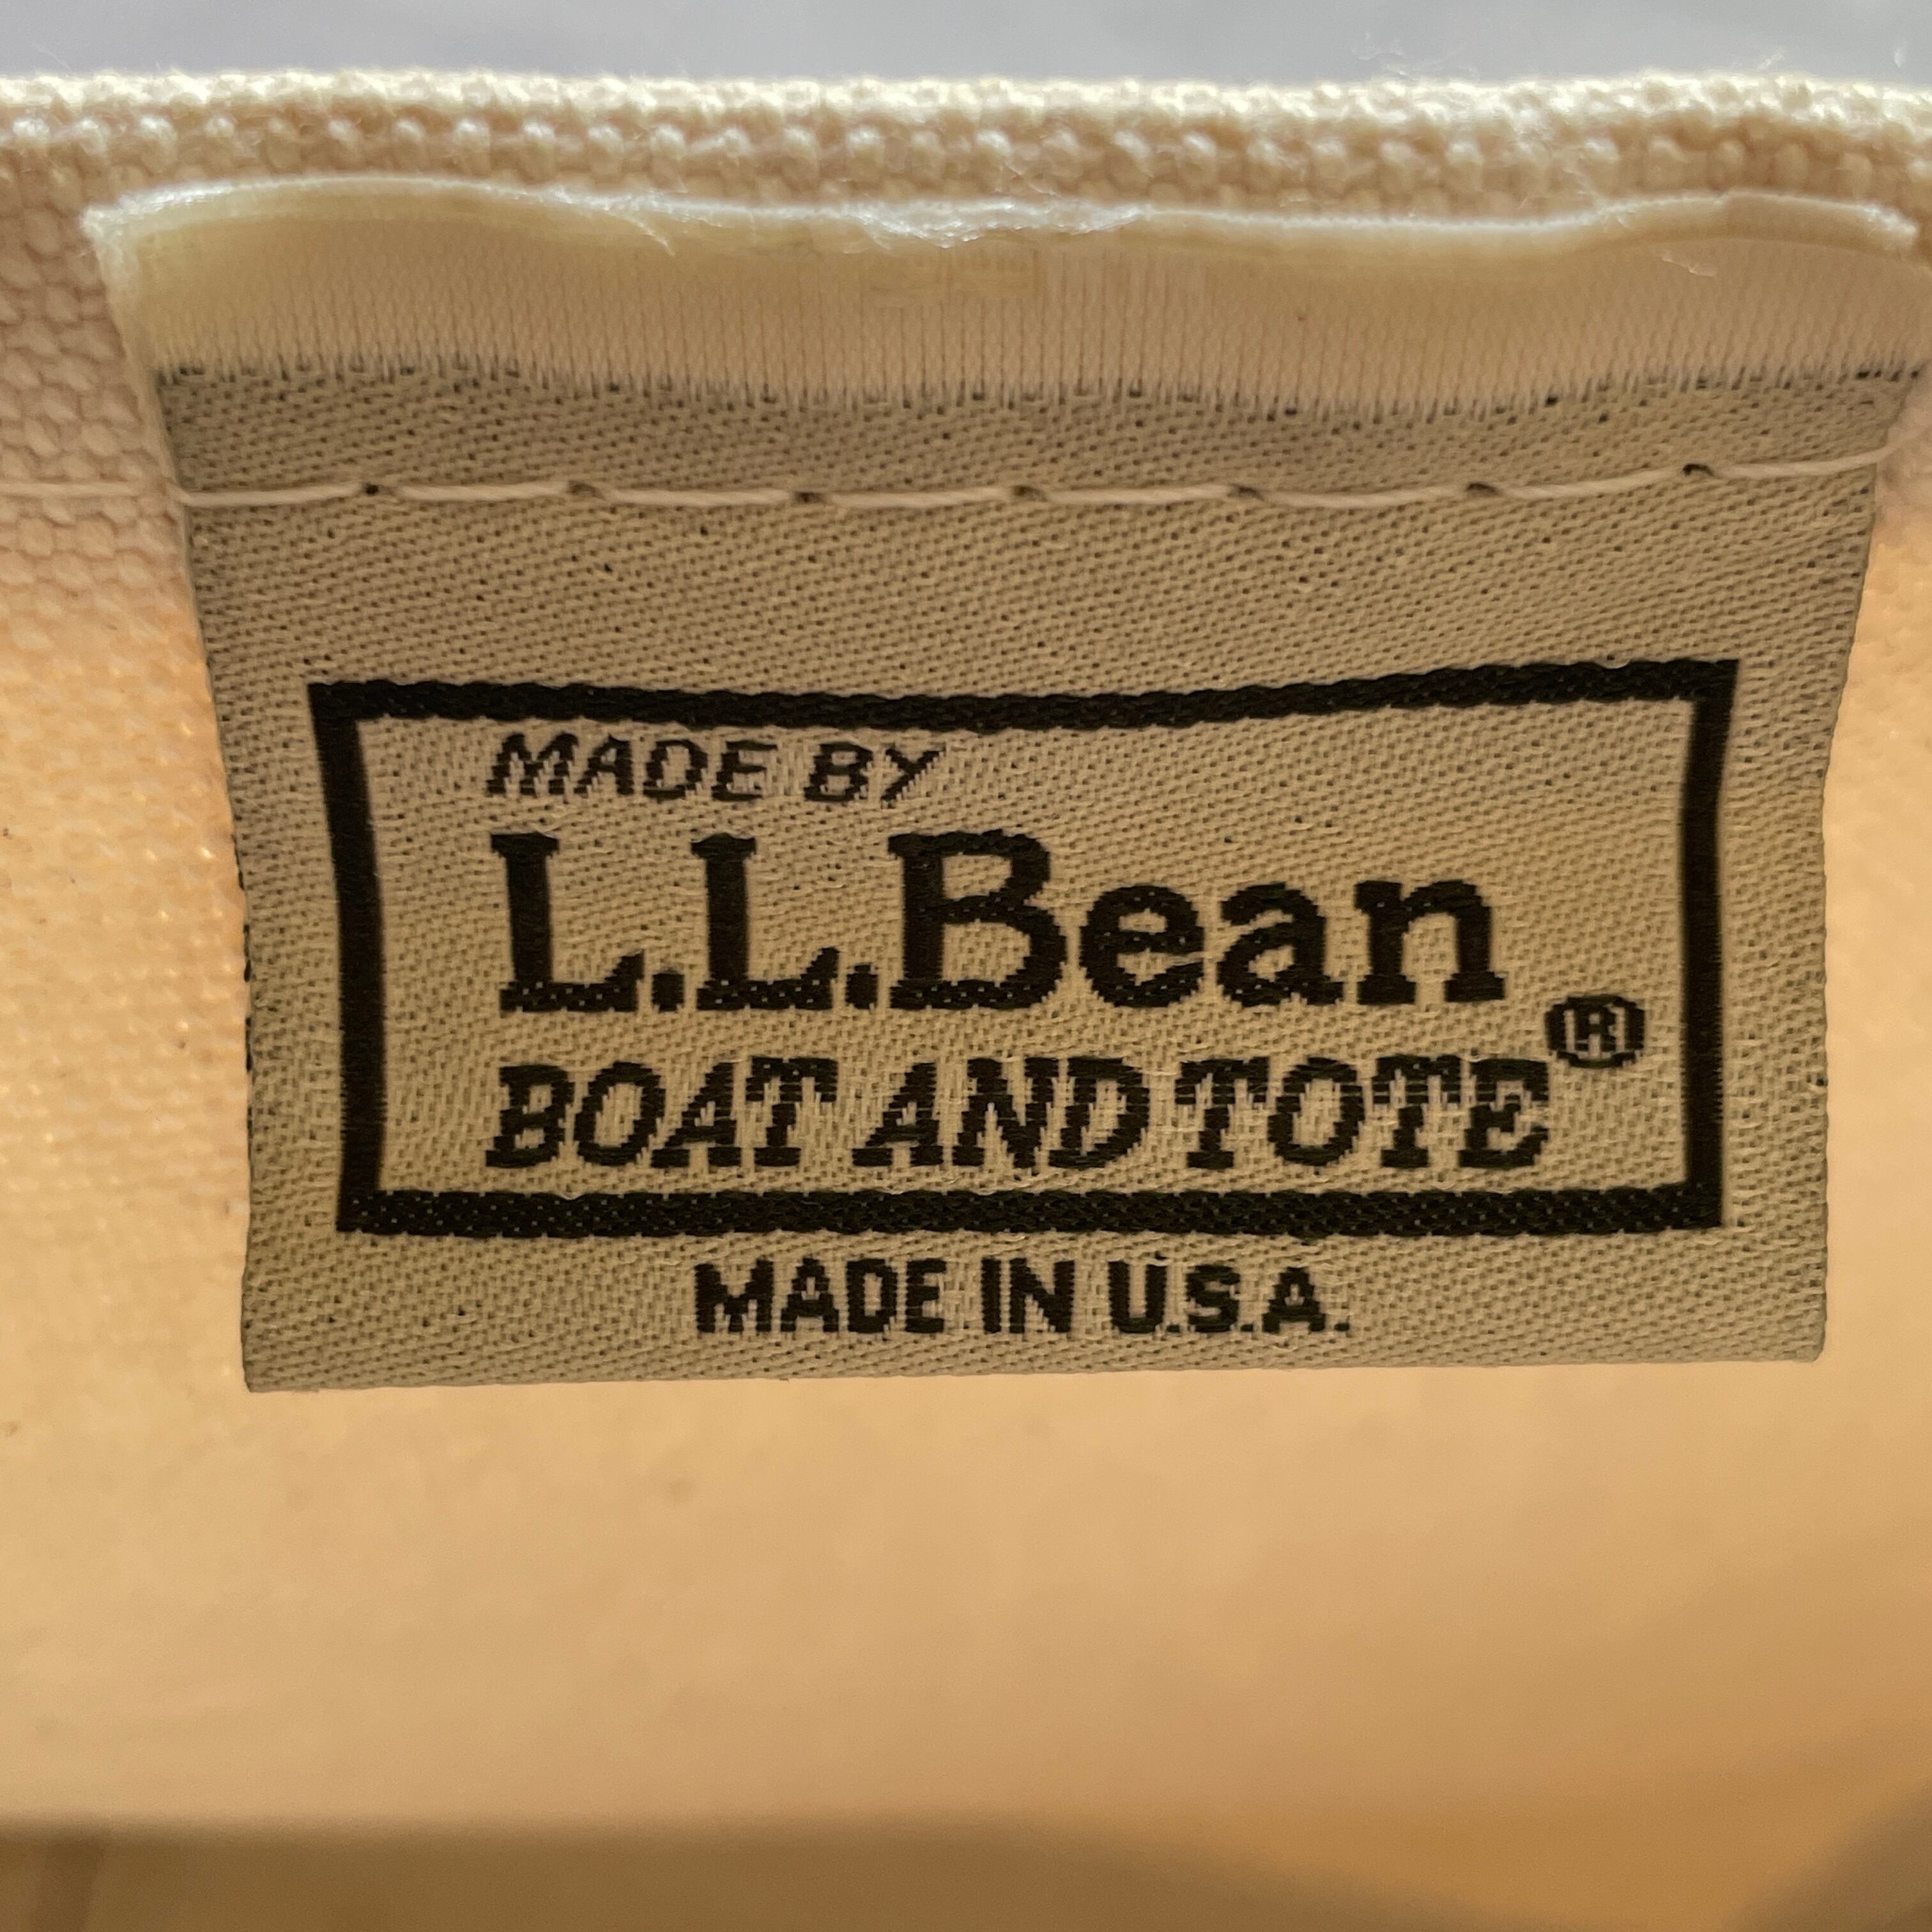 MADE BY
L.L.Bean
BOAT AND TOTE®
MADE IN U.S.A.